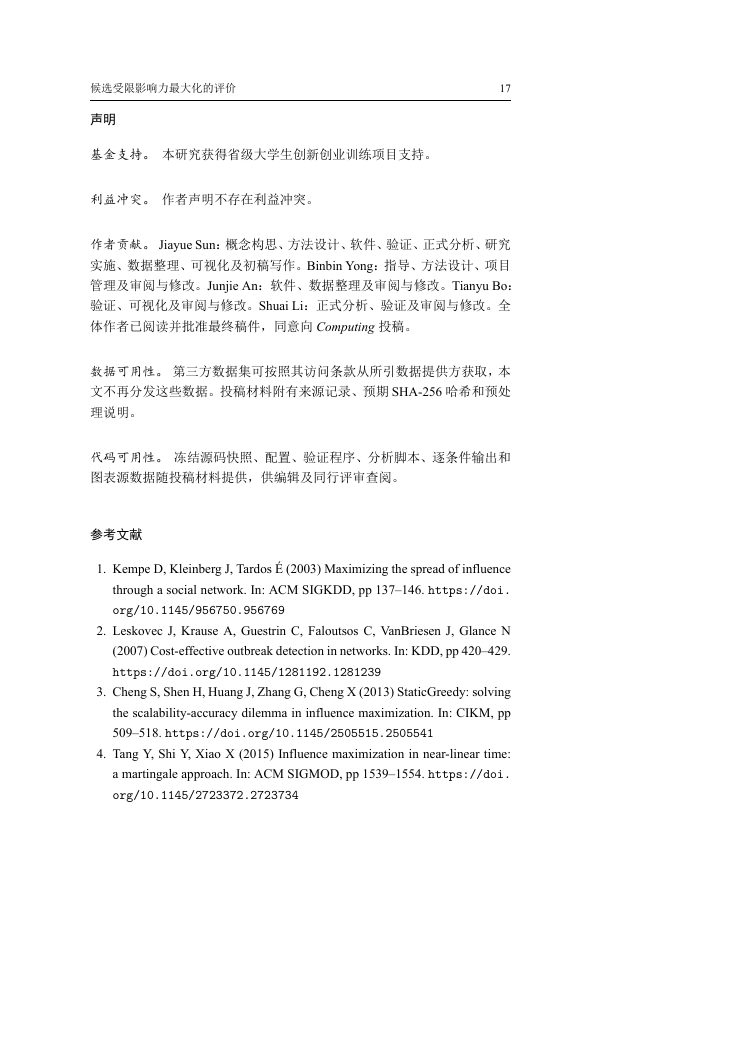 候选受限影响力最大化的评价 17
声明
基金支持。 本研究获得省级大学生创新创业训练项目支持。
利益冲突。 作者声明不存在利益冲突。
作者贡献。 Jiayue Sun：概念构思、方法设计、软件、验证、正式分析、研究
实施、数据整理、可视化及初稿写作。Binbin Yong：指导、方法设计、项目
管理及审阅与修改。Junjie An：软件、数据整理及审阅与修改。Tianyu Bo：
验证、可视化及审阅与修改。Shuai Li：正式分析、验证及审阅与修改。全
体作者已阅读并批准最终稿件，同意向 Computing 投稿。
数据可用性。 第三方数据集可按照其访问条款从所引数据提供方获取，本
文不再分发这些数据。投稿材料附有来源记录、预期 SHA-256 哈希和预处
理说明。
代码可用性。 冻结源码快照、配置、验证程序、分析脚本、逐条件输出和
图表源数据随投稿材料提供，供编辑及同行评审查阅。
参考文献
1. Kempe D, Kleinberg J, Tardos É (2003) Maximizing the spread of influence
through a social network. In: ACM SIGKDD, pp 137–146. https://doi.
org/10.1145/956750.956769
2. Leskovec J, Krause A, Guestrin C, Faloutsos C, VanBriesen J, Glance N
(2007) Cost-effective outbreak detection in networks. In: KDD, pp 420–429.
https://doi.org/10.1145/1281192.1281239
3. Cheng S, Shen H, Huang J, Zhang G, Cheng X (2013) StaticGreedy: solving
the scalability-accuracy dilemma in influence maximization. In: CIKM, pp
509–518. https://doi.org/10.1145/2505515.2505541
4. Tang Y, Shi Y, Xiao X (2015) Influence maximization in near-linear time:
a martingale approach. In: ACM SIGMOD, pp 1539–1554. https://doi.
org/10.1145/2723372.2723734